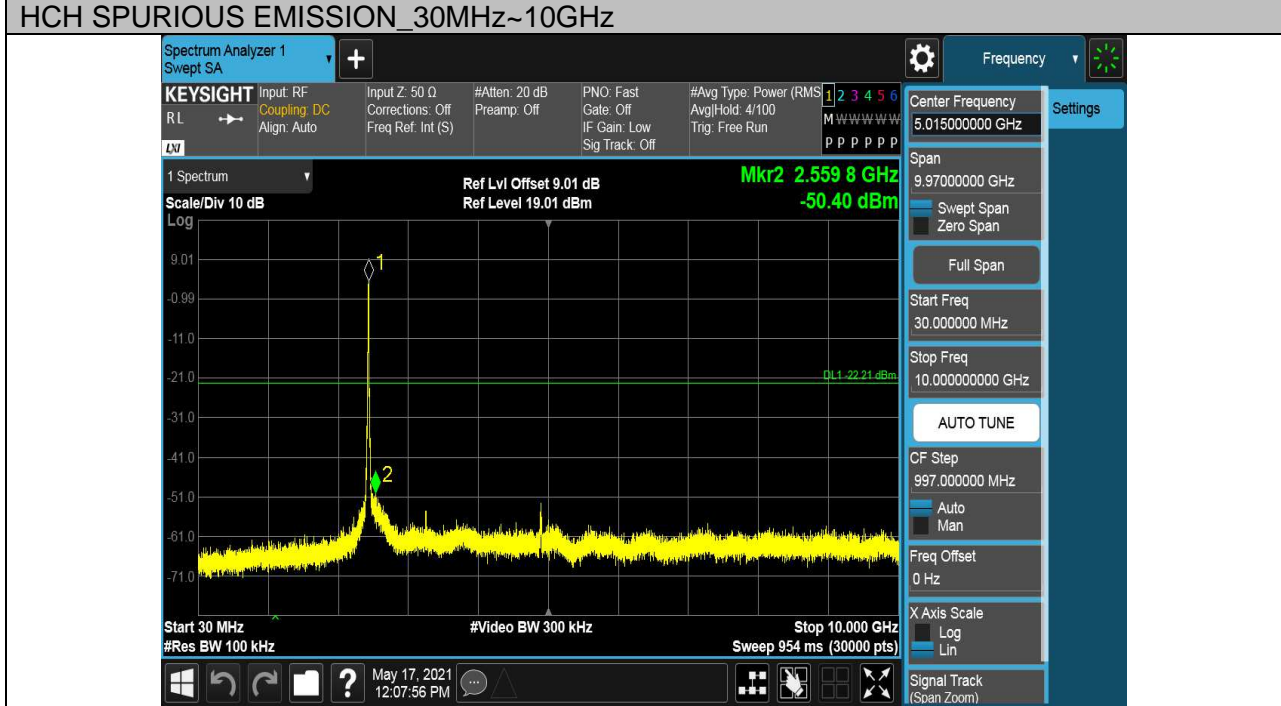 HCH SPURIOUS EMISSION_30MHz~10GHz
Spectrum Analyzer 1
Swept SA
Frequency
KEYSIGHT
RL
LXI
Input: RF
Coupling: DC
Align: Auto
Input Z: 50 Ω
Corrections: Off
Freq Ref: Int (S)
#Atten: 20 dB
Preamp: Off
PNO: Fast
Gate: Off
IF Gain: Low
Sig Track: Off
#Avg Type: Power (RMS
Avg|Hold: 4/100
Trig: Free Run
1 2 3 4 5 6
M W W W W W
P P P P P P
1 Spectrum
Scale/Div 10 dB
Log
Ref Lvl Offset 9.01 dB
Ref Level 19.01 dBm
Mkr2 2.559 8 GHz
-50.40 dBm
9.01
-0.99
-11.0
-21.0
-31.0
-41.0
-51.0
-61.0
-71.0
1
2
DL1 -22.21 dBm
Start 30 MHz
#Res BW 100 kHz
#Video BW 300 kHz
Stop 10.000 GHz
Sweep 954 ms (30000 pts)
?
May 17, 2021
12:07:56 PM
Center Frequency
5.015000000 GHz
Settings
Span
9.97000000 GHz
Swept Span
Zero Span
Full Span
Start Freq
30.000000 MHz
Stop Freq
10.000000000 GHz
AUTO TUNE
CF Step
997.000000 MHz
Auto
Man
Freq Offset
0 Hz
X Axis Scale
Log
Lin
Signal Track
(Span Zoom)